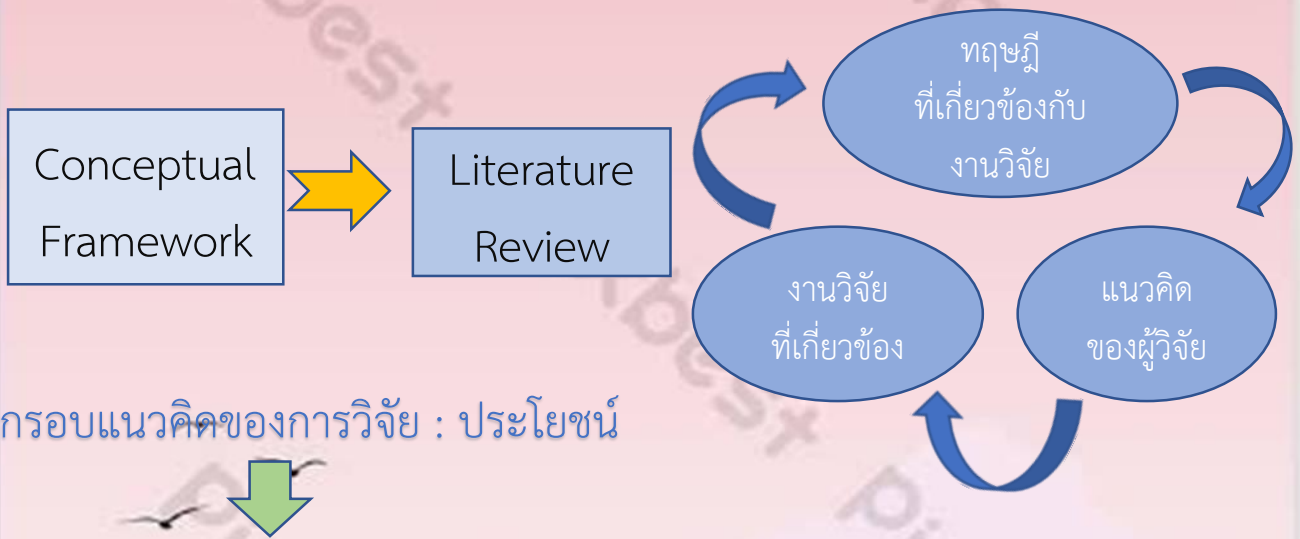 Conceptual
Framework
Literature
Review
ทฤษฎี
ที่เกี่ยวข้องกับ
งานวิจัย
งานวิจัย
ที่เกี่ยวข้อง
แนวคิด
ของผู้วิจัย
กรอบแนวคิดของการวิจัย : ประโยชน์